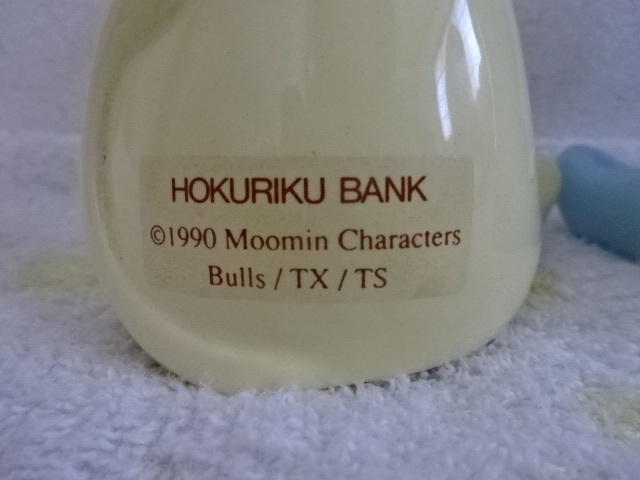 HOKURIKU BANK
©1990 Moomin Characters
Bulls / TX / TS